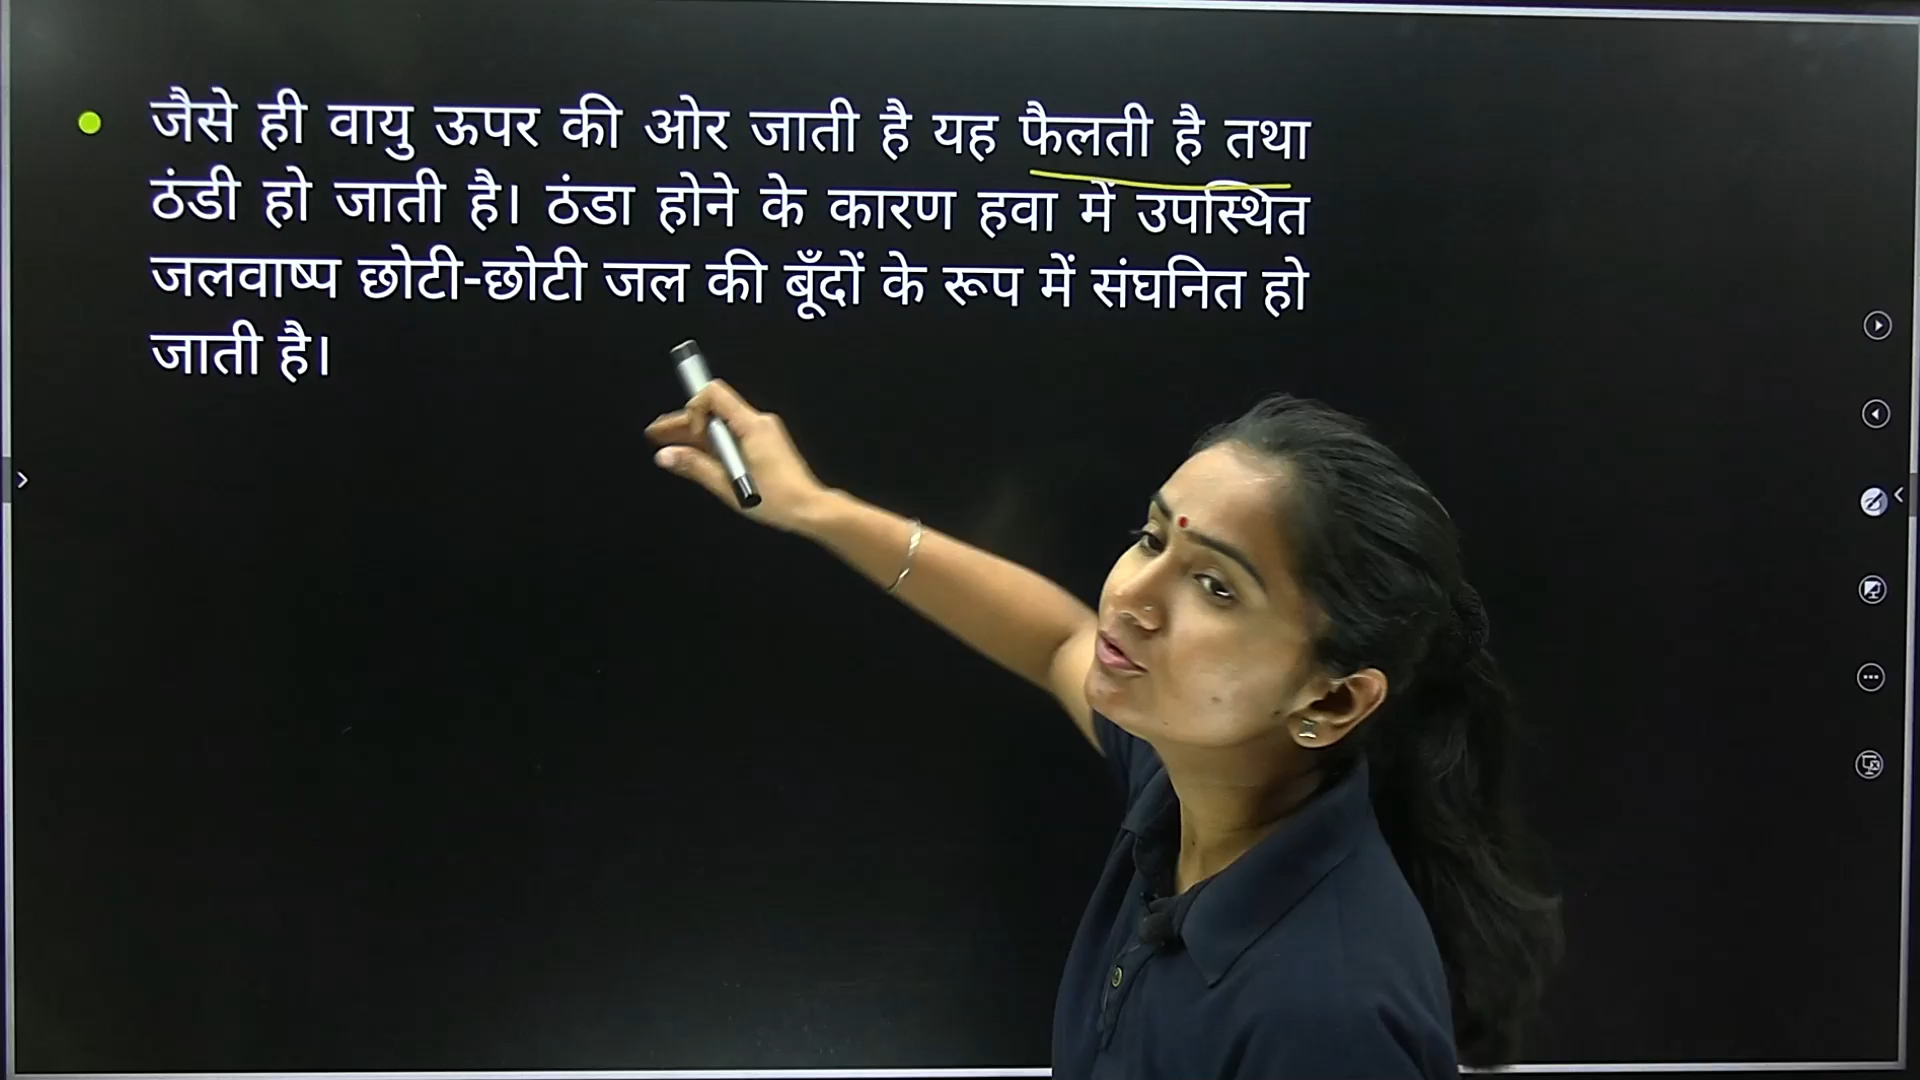 जैसे ही वायु ऊपर की ओर जाती है यह फैलती है तथा
ठंडी हो जाती है। ठंडा होने के कारण हवा में उपस्थित
जलवाष्प छोटी-छोटी जल की बूँदों के रूप में संघनित हो
जाती है।